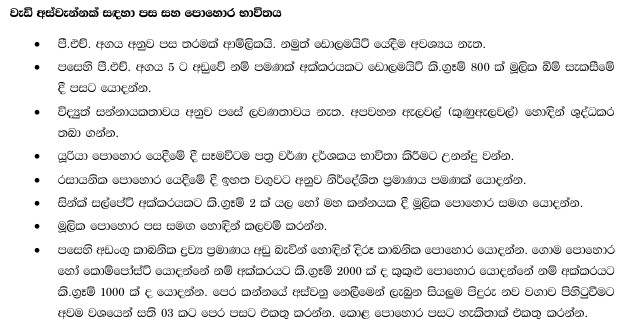 වැඩි අස්වැන්නක් සඳහා පස සහ පොහොර භාවිතය
• පී.එච්. අගය අනුව පස තරමක් ආම්ලිකයි. නමුත් ඩොලමයිට් යෙදීම අවශ්‍යය නැත.
• පසෙහි පී.එච්. අගය 5 ට අඩුවේ නම් පමණක් අක්කරයකට ඩොලමයිට් කි.ග්‍රෑම් 800 ක් මූලික බිම් සැකසීමේ
දී පසට යොදන්න.
• විද්‍යුත් සන්නායකතාවය අනුව පසේ ලවණතාවය නැත. අපවහන ඇලවල් (කුණුඇලවල්) හොඳින් ශුද්ධකර
තබා ගන්න.
• යූරියා පොහොර යෙදීමේ දී සෑමවිටම පත්‍ර වර්ණ දර්ශකය භාවිතා කිරීමට උනන්දු වන්න.
• රසායනික පොහොර යෙදීමේ දී ඉහත වගුවට අනුව නිර්දේශිත ප්‍රමාණය පමණක් යොදන්න.
• සින්ක් සල්පේට් අක්කරයකට කි.ග්‍රෑම් 2 ක් යල හෝ මහ කන්නයක දී මූලික පොහොර සමඟ යොදන්න.
• මූලික පොහොර පස සමඟ හොඳින් කලවම් කරන්න.
• පසෙහි අඩංගු කාබනික ද්‍රව්‍ය ප්‍රමාණය අඩු බැවින් හොඳින් දිරූ කාබනික පොහොර යොදන්න. ගොම පොහොර
හෝ කොම්පෝස්ට් යොදන්නේ නම් අක්කරයට කි.ග්‍රෑම් 2000 ක් ද කුකුළු පොහොර යොදන්නේ නම් අක්කරයට
කි.ග්‍රෑම් 1000 ක් ද යොදන්න. පෙර කන්නයේ අස්වනු නෙලීමෙන් ලැබුන සියලුම පිදුරු නව වගාව පිහිටුවීමට
අවම වශයෙන් සති 03 කට පෙර පසට එකතු කරන්න. කොළ පොහොර පසට හැකිතාක් එකතු කරන්න.